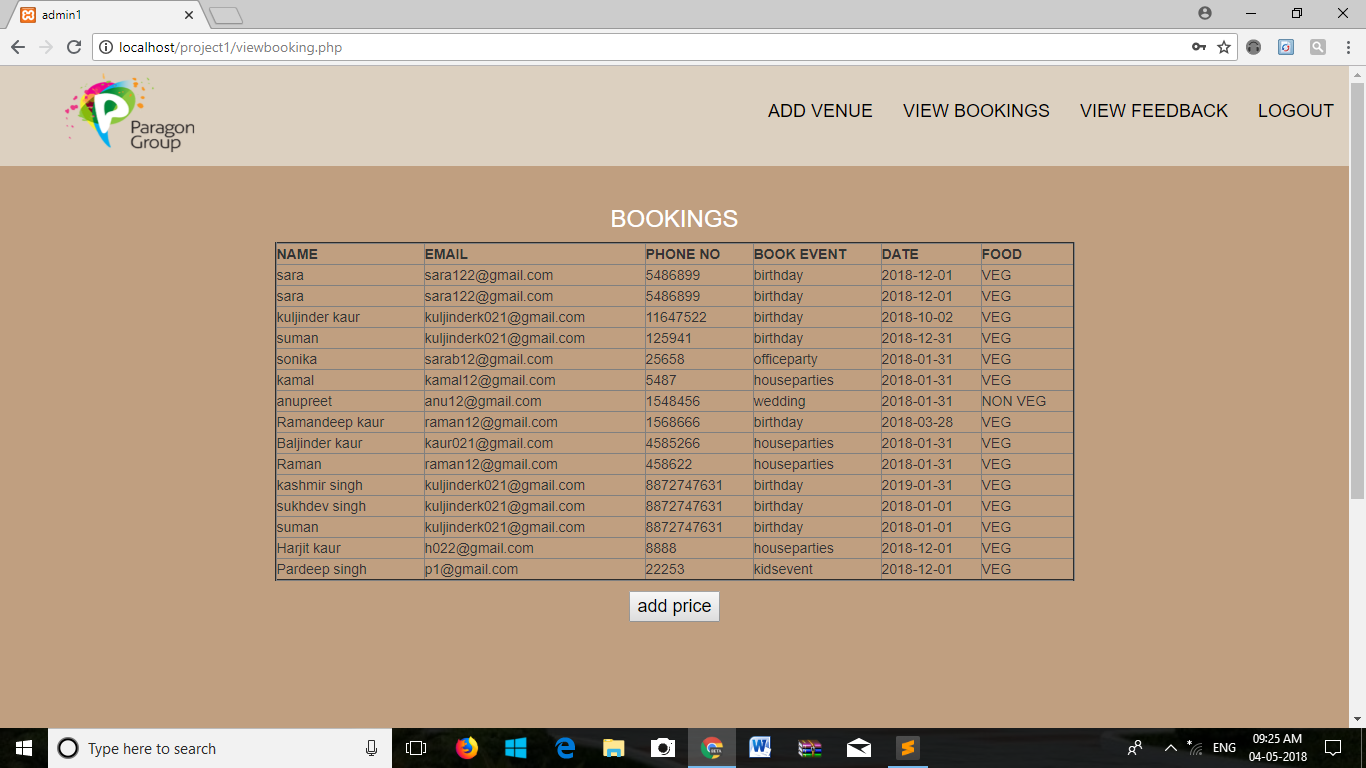 admin1
localhost/project1/viewbooking.php
Paragon
Group
ADD VENUE VIEW BOOKINGS VIEW FEEDBACK LOGOUT
BOOKINGS
NAME EMAIL PHONE NO BOOK EVENT DATE FOOD
sara sara122@gmail.com 5486899 birthday 2018-12-01 VEG
sara sara122@gmail.com 5486899 birthday 2018-12-01 VEG
kuljinder kaur kuljinderk021@gmail.com 11647522 birthday 2018-10-02 VEG
suman kuljinderk021@gmail.com 125941 birthday 2018-12-31 VEG
sonika sarab12@gmail.com 25658 officeparty 2018-01-31 VEG
kamal kamal12@gmail.com 5487 houseparties 2018-01-31 VEG
anupreet anu12@gmail.com 1548456 wedding 2018-01-31 NON VEG
Ramandeep kaur raman12@gmail.com 1568666 birthday 2018-03-28 VEG
Baljinder kaur kaur021@gmail.com 4585266 houseparties 2018-01-31 VEG
Raman raman12@gmail.com 458622 houseparties 2018-01-31 VEG
kashmir singh kuljinderk021@gmail.com 8872747631 birthday 2019-01-31 VEG
sukhdev singh kuljinderk021@gmail.com 8872747631 birthday 2018-01-01 VEG
suman kuljinderk021@gmail.com 8872747631 birthday 2018-01-01 VEG
Harjit kaur h022@gmail.com 8888 houseparties 2018-12-01 VEG
Pardeep singh p1@gmail.com 22253 kidsevent 2018-12-01 VEG
add price
Type here to search
ENG
09:25 AM
04-05-2018